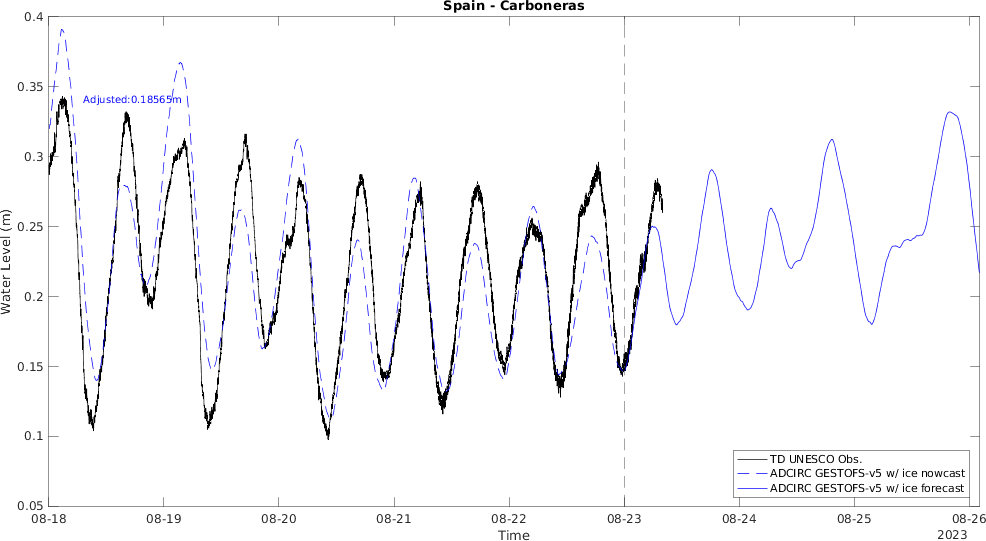 Spain - Carboneras
0.4
0.35
Adjusted:0.18565m
0.3
0.25
0.2
0.15
0.1
0.05
Water Level (m)
TD UNESCO Obs.
ADCIRC GESTOFS-v5 w/ ice nowcast
ADCIRC GESTOFS-v5 w/ ice forecast
08-18 08-19 08-20 08-21 08-22 08-23 08-24 08-25 08-26
Time
2023